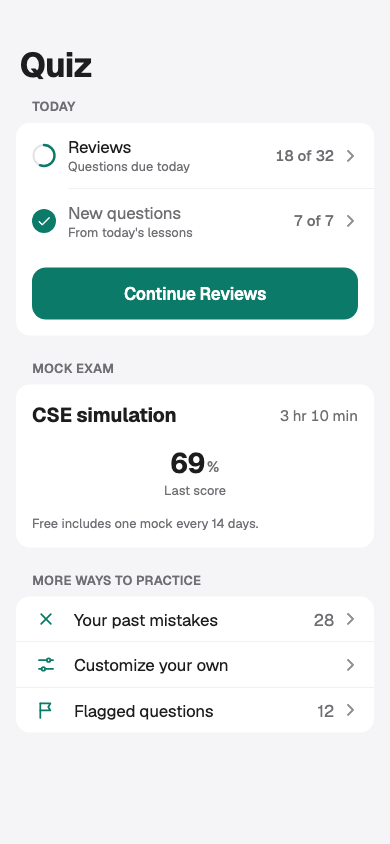 Quiz
TODAY
Reviews
18 of 32
Questions due today
New questions
7 of 7
From today's lessons
Continue Reviews
MOCK EXAM
CSE simulation
3 hr 10 min
69%
Last score
Free includes one mock every 14 days.
MORE WAYS TO PRACTICE
Your past mistakes
28
Customize your own
Flagged questions
12